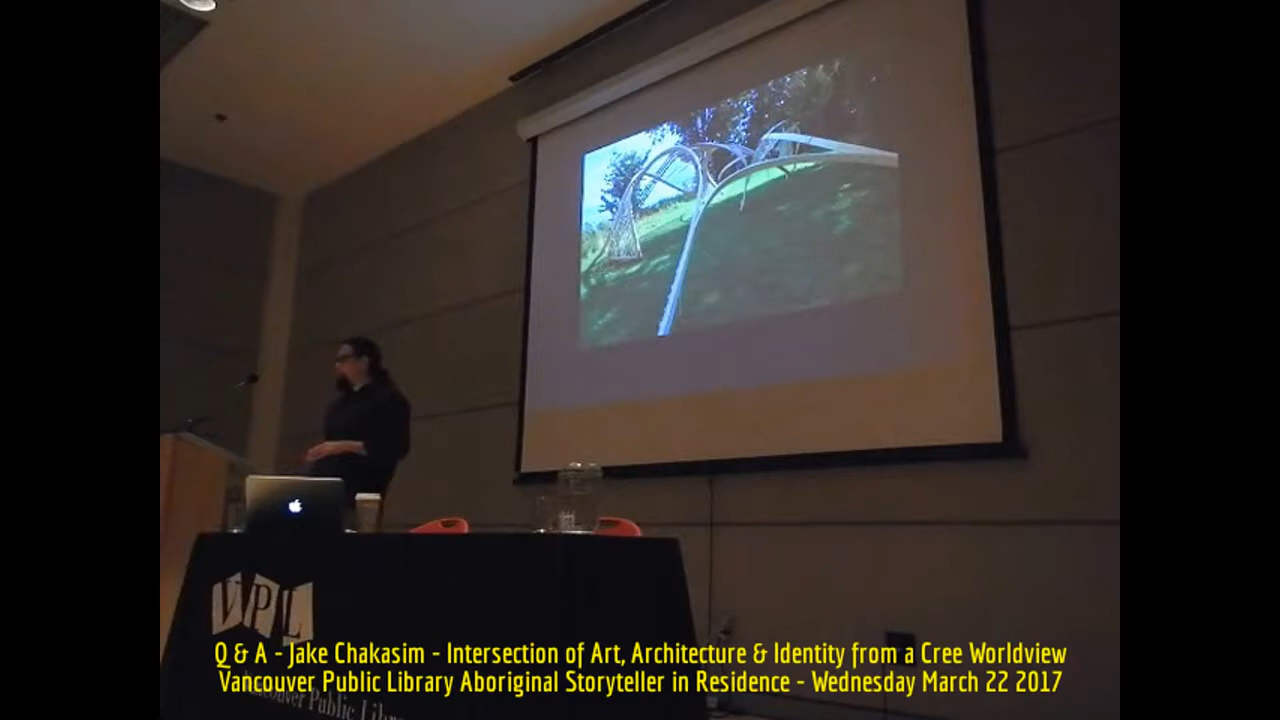 VPL
Q & A - Jake Chakasim - Intersection of Art, Architecture & Identity from a Cree Worldview
Vancouver Public Library Aboriginal Storyteller in Residence - Wednesday March 22 2017
Public